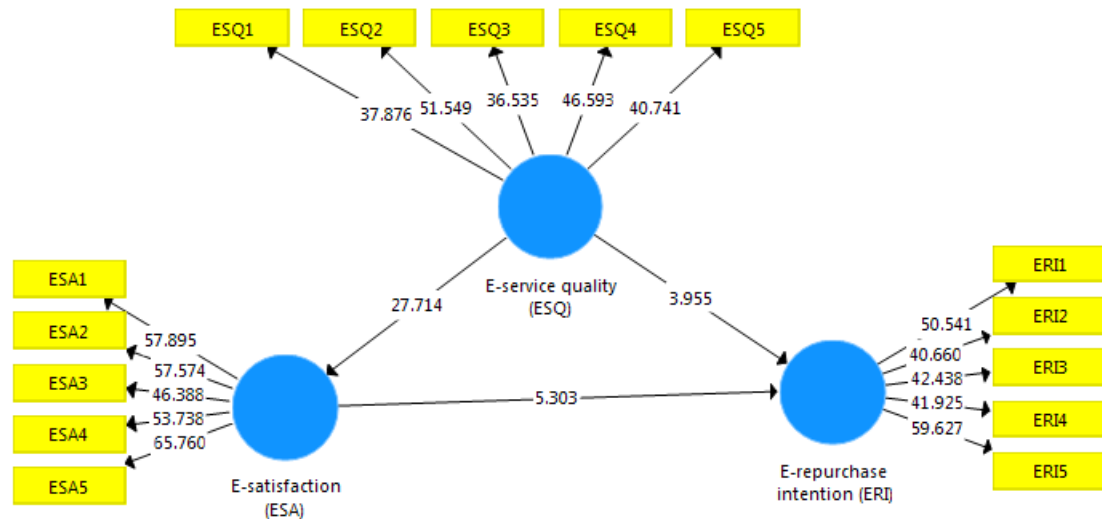 ESQ1
ESQ2
ESQ3
ESQ4
ESQ5
37.876
51.549
36.535
46.593
40.741
E-service quality
(ESQ)
27.714
3.955
ESA1
ESA2
ESA3
ESA4
ESA5
57.895
57.574
46.388
53.738
65.760
E-satisfaction
(ESA)
5.303
ERI1
ERI2
ERI3
ERI4
ERI5
50.541
40.660
42.438
41.925
59.627
E-repurchase
intention (ERI)